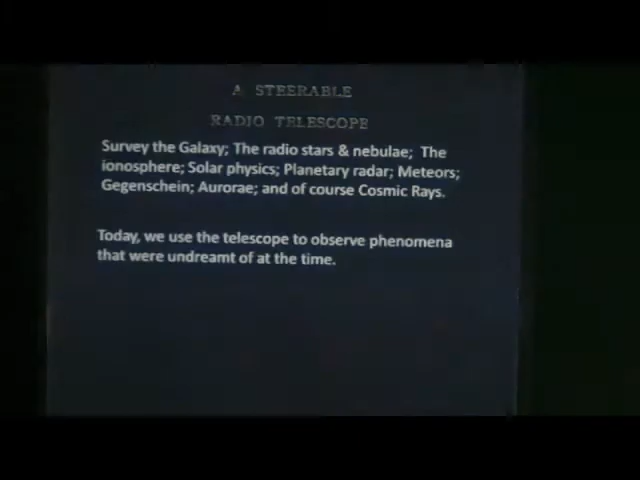 A STEERABLE
RADIO TELESCOPE
Survey the Galaxy; The radio stars & nebulae; The
ionosphere; Solar physics; Planetary radar; Meteors;
Gegenschein; Aurorae; and of course Cosmic Rays.
Today, we use the telescope to observe phenomena
that were undreamt of at the time.